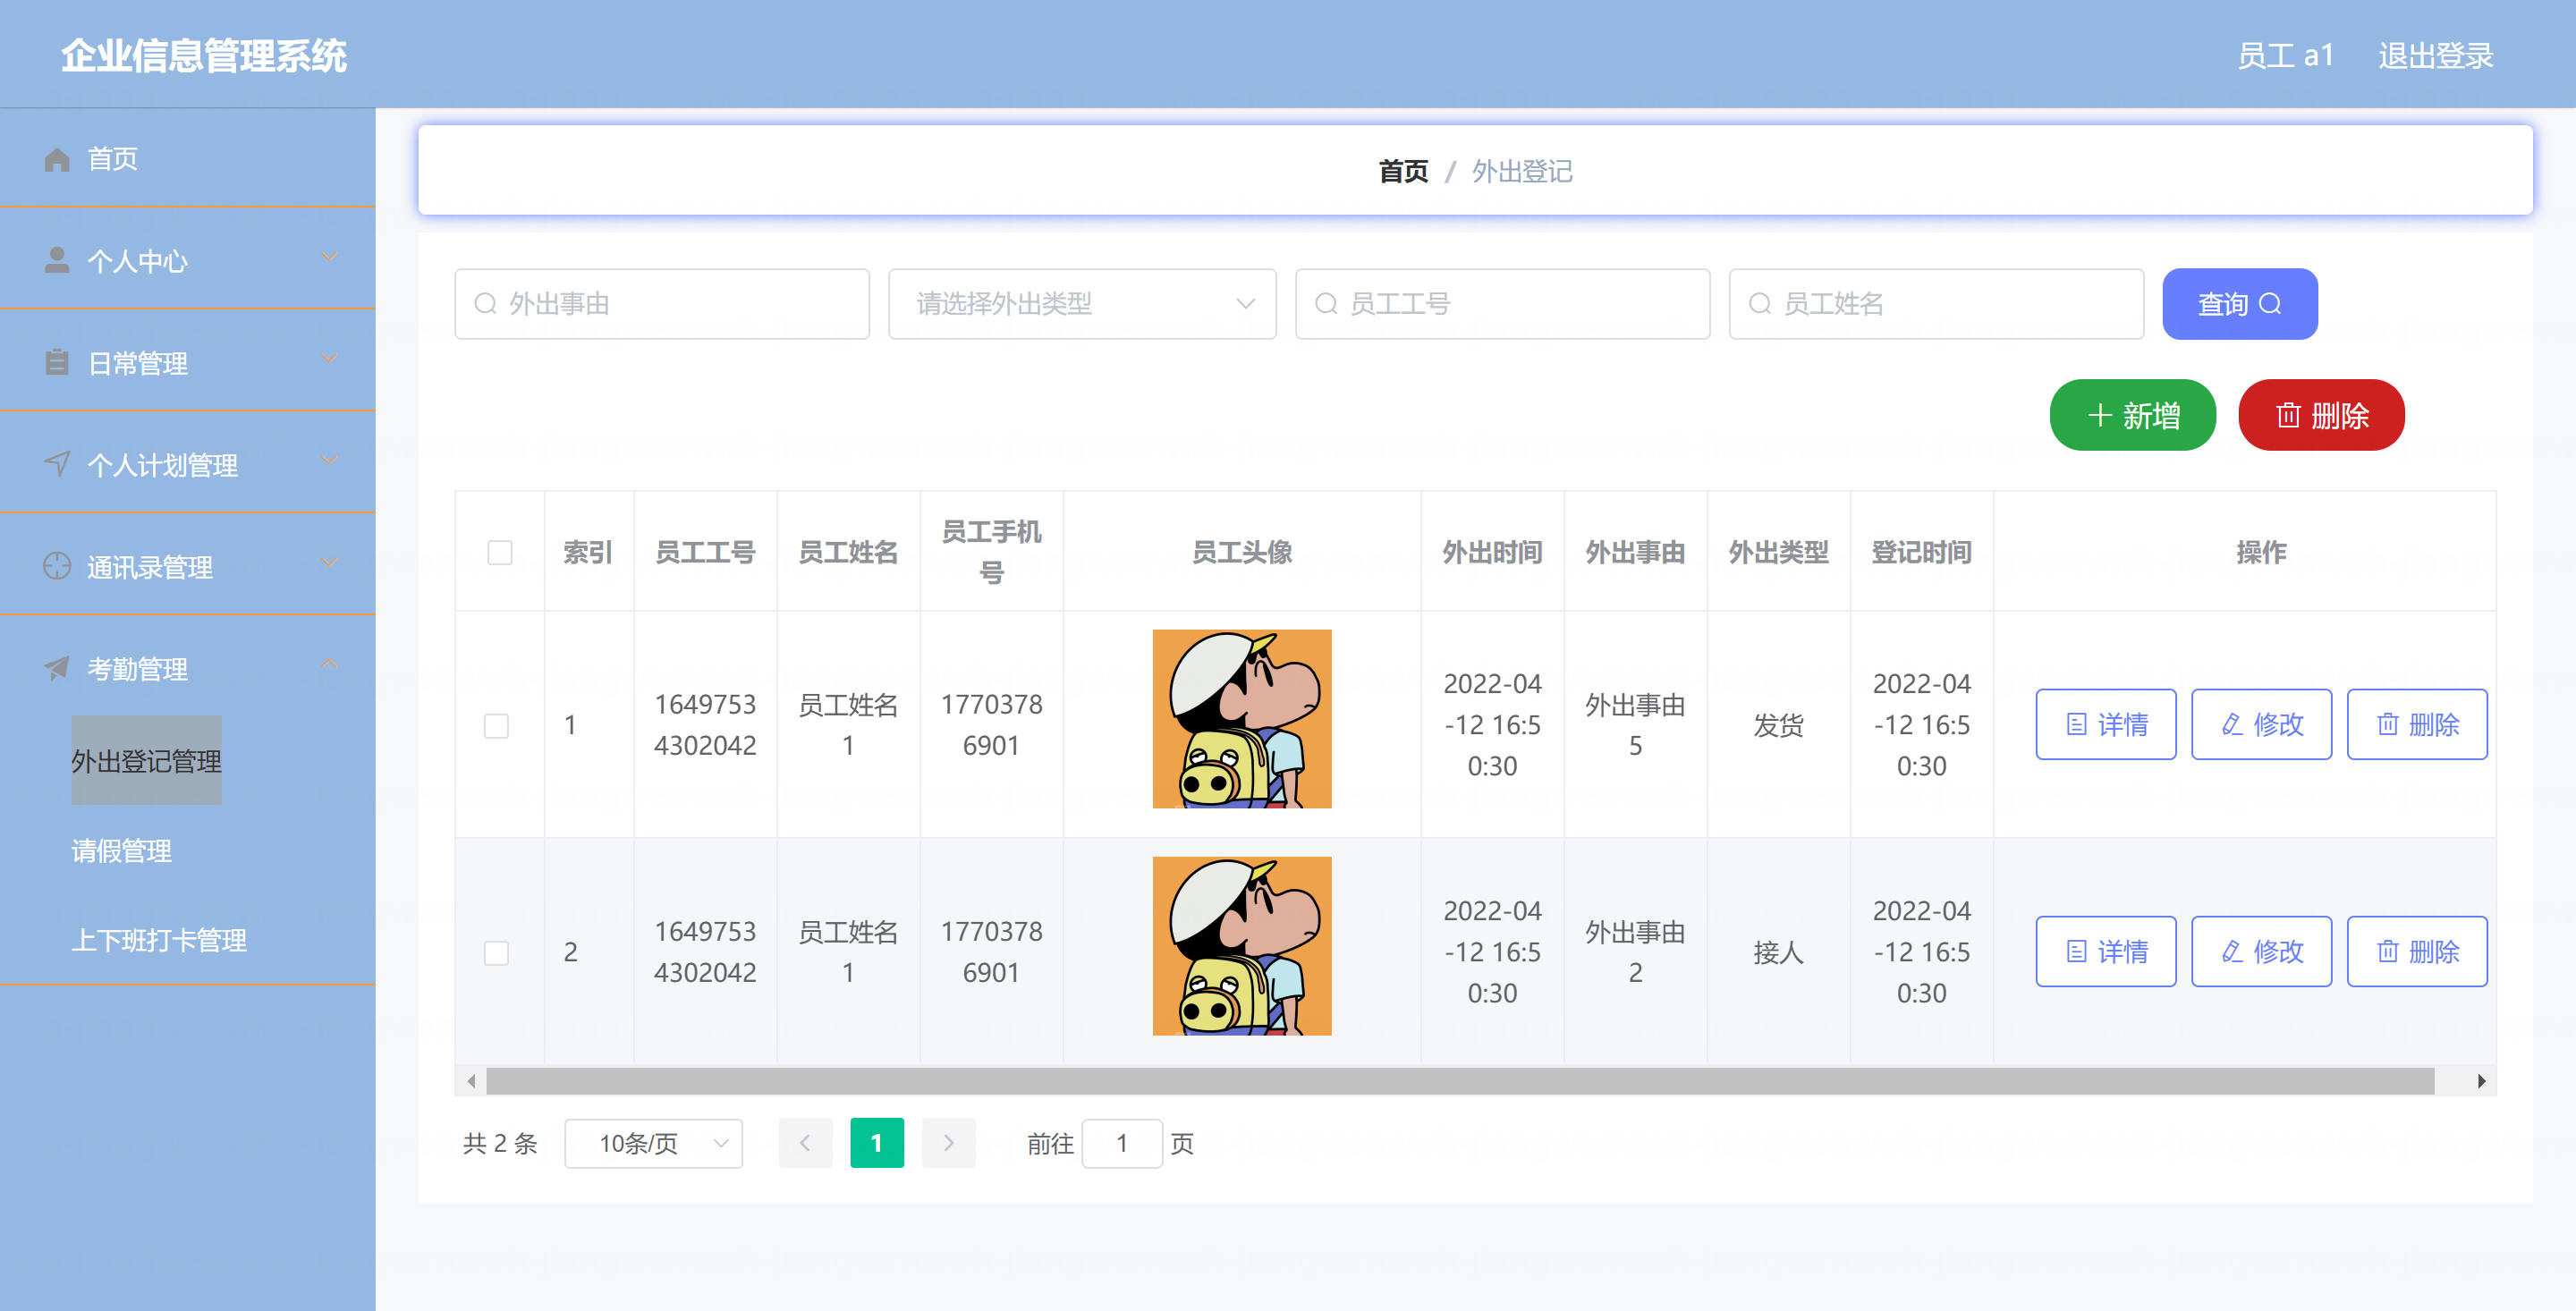 企业信息管理系统
员工 a1 退出登录
首页
个人中心
日常管理
个人计划管理
通讯录管理
考勤管理
外出登记管理
请假管理
上下班打卡管理
首页 / 外出登记
外出事由 请选择外出类型 员工工号 员工姓名 查询
新增 删除
索引 员工工号 员工姓名 员工手机号 员工头像 外出时间 外出事由 外出类型 登记时间 操作
1 16497534302042 员工姓名1 17703786901 2022-04-12 16:50:30 外出事由5 发货 2022-04-12 16:50:30 详情 修改 删除
2 16497534302042 员工姓名1 17703786901 2022-04-12 16:50:30 外出事由2 接人 2022-04-12 16:50:30 详情 修改 删除
共 2 条 10条/页 1 前往 1 页